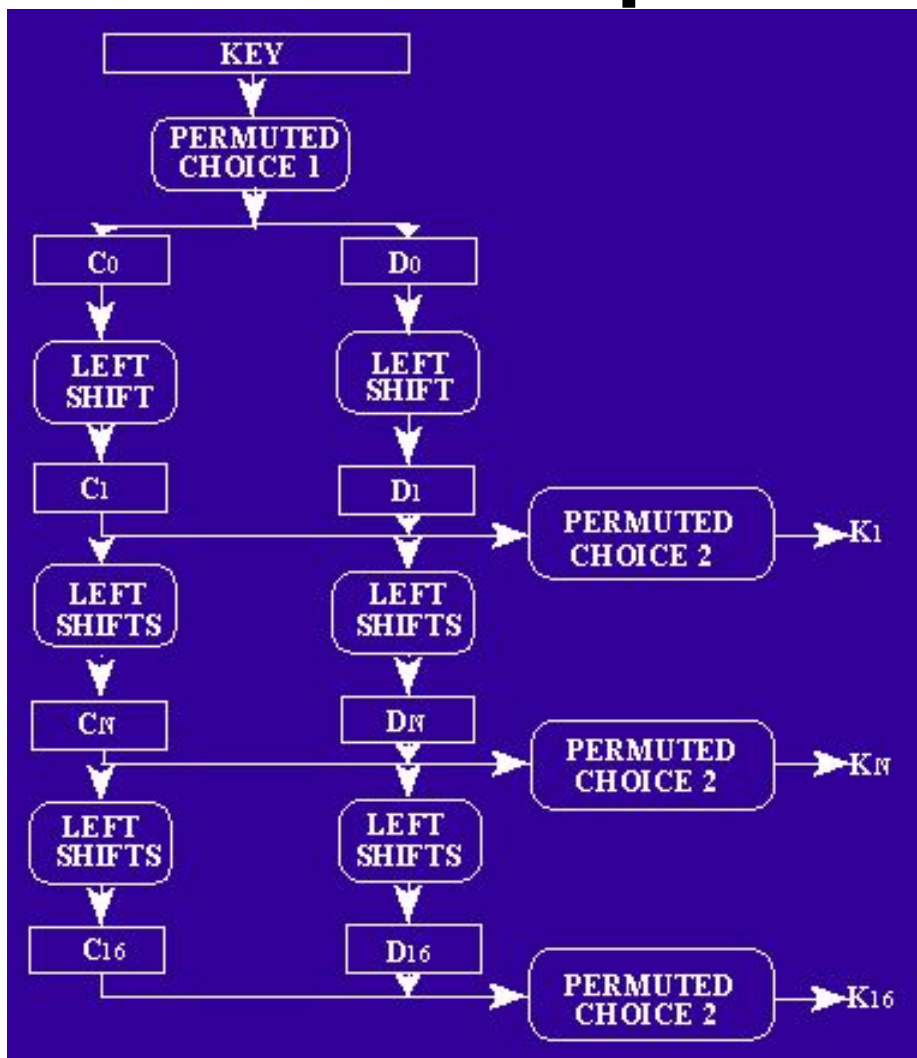 KEY
PERMUTED
CHOICE 1
C0
D0
LEFT
SHIFT
LEFT
SHIFT
C1
D1
PERMUTED
CHOICE 2
K1
LEFT
SHIFTS
LEFT
SHIFTS
CN
DN
PERMUTED
CHOICE 2
KN
LEFT
SHIFTS
LEFT
SHIFTS
C16
D16
PERMUTED
CHOICE 2
K16